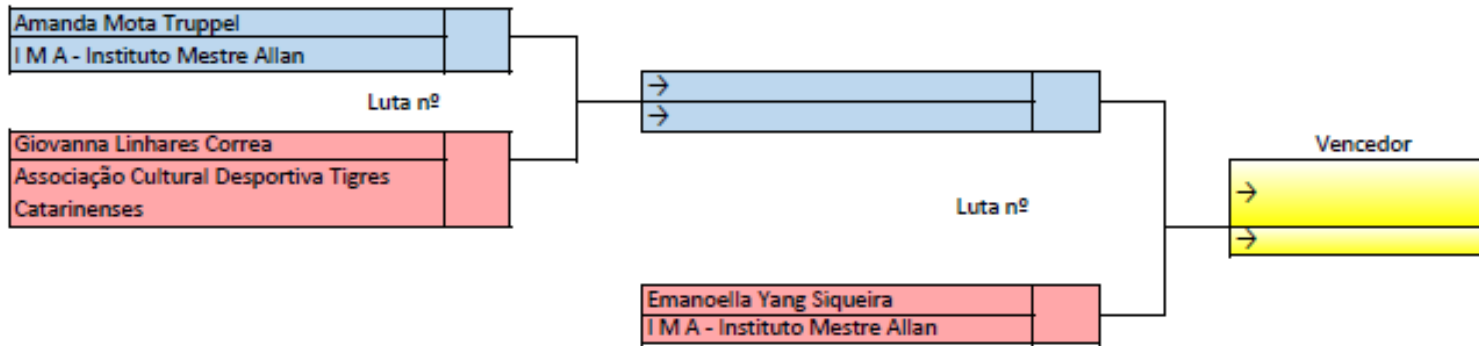 Amanda Mota Truppel
I M A - Instituto Mestre Allan
Luta nº
Giovanna Linhares Correa
Associação Cultural Desportiva Tigres
Catarinenses
→
→
Luta nº
Emanoella Yang Siqueira
I M A - Instituto Mestre Allan
Vencedor
→
→